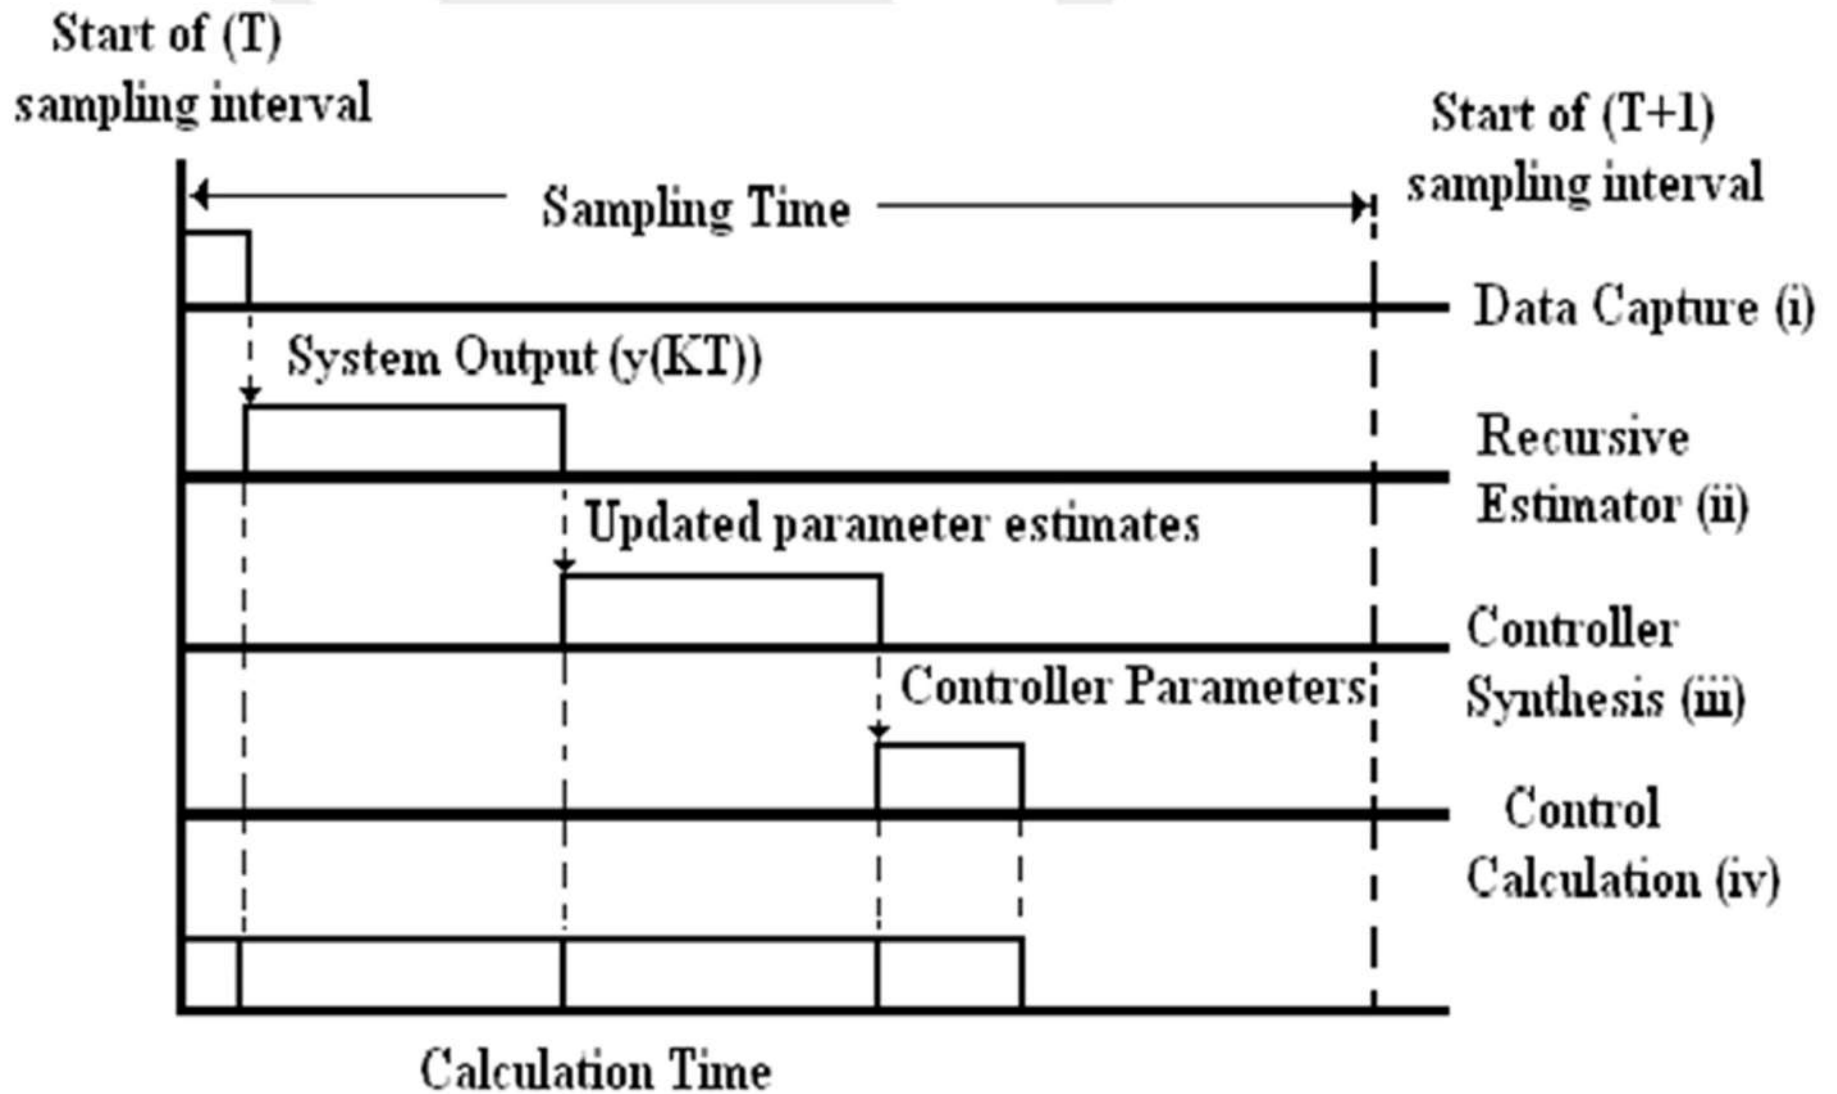 Start of (T)
sampling interval
Start of (T+1)
sampling interval
Sampling Time
Data Capture (i)
System Output (y(KT))
Recursive
Estimator (ii)
Updated parameter estimates
Controller
Synthesis (iii)
Controller Parameters
Control
Calculation (iv)
Calculation Time